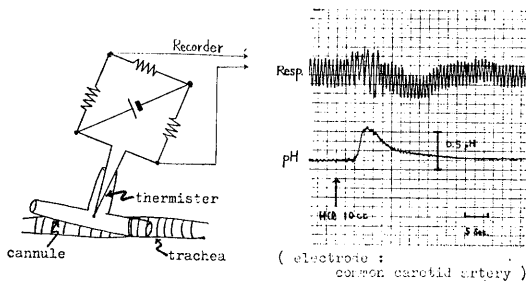 Recorder
thermister
cannule
trachea
Resp.
pH
0.5 pH
HCl 10cc
5 Sec.
( electrode :
common carotid artery )